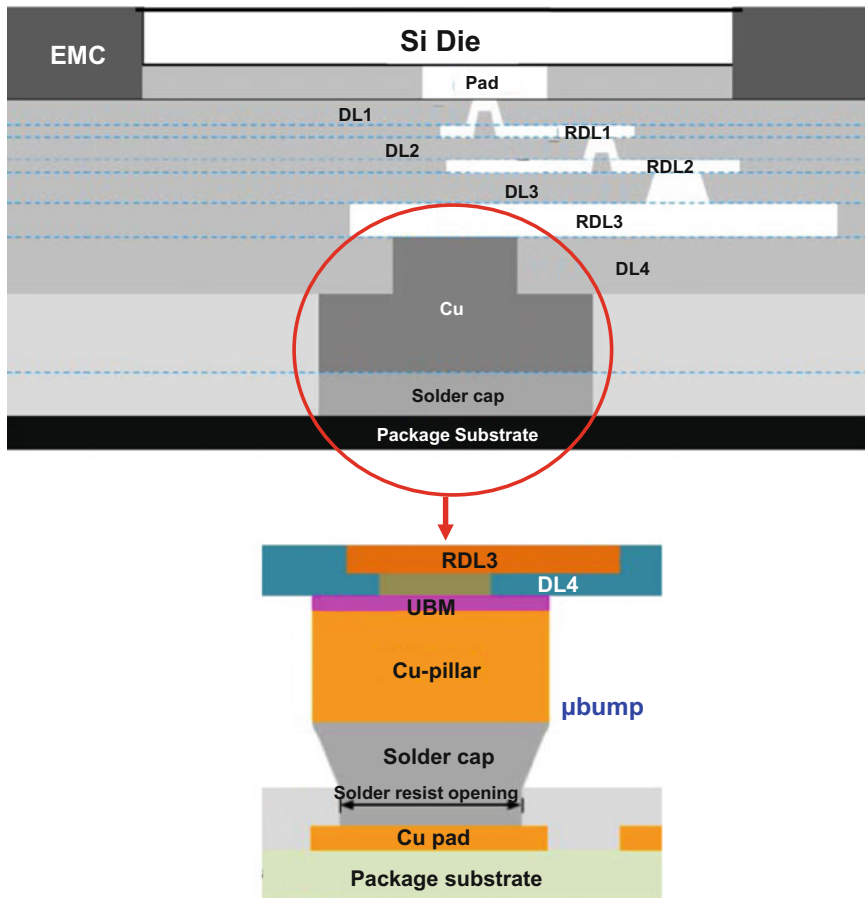 Si Die
EMC
Pad
DL1
RDL1
DL2
RDL2
DL3
RDL3
DL4
Cu
Solder cap
Package Substrate
RDL3
DL4
UBM
Cu-pillar
µbump
Solder cap
Solder resist opening
Cu pad
Package substrate